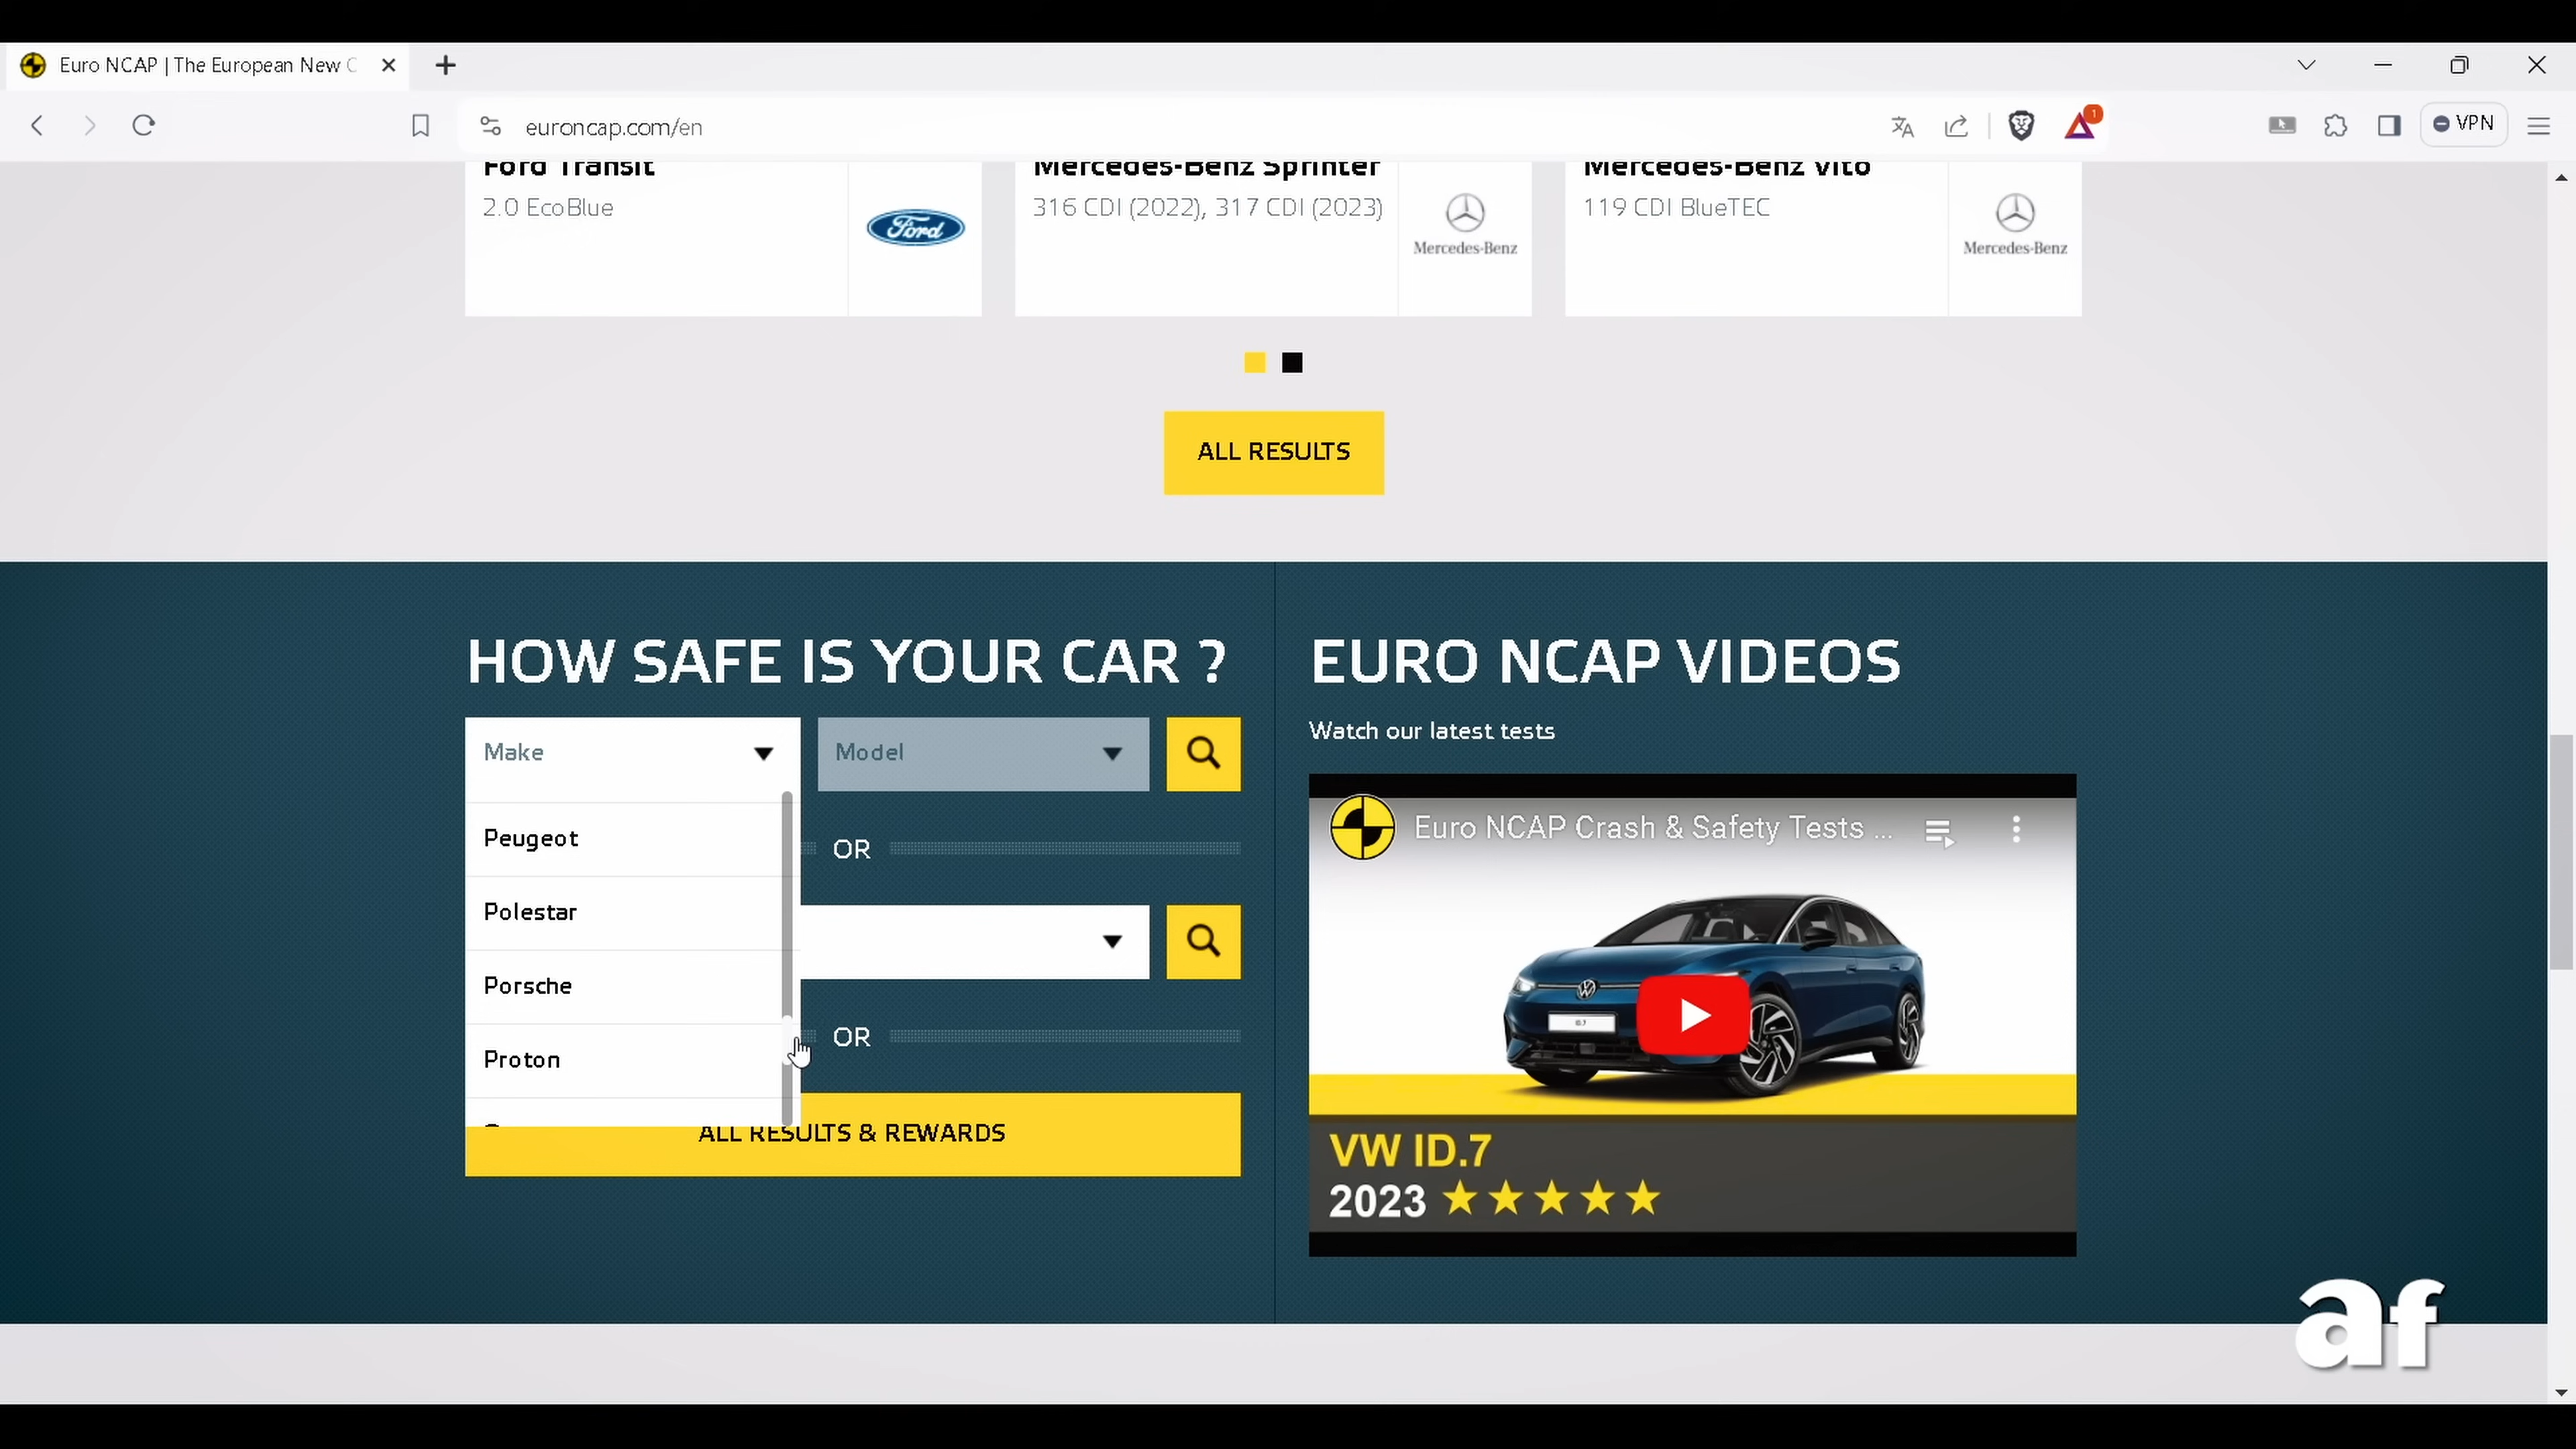 Euro NCAP | The European New C
euroncap.com/en
VPN
1
Ford Transit
2.0 EcoBlue
Ford
Mercedes-Benz Sprinter
316 CDI (2022), 317 CDI (2023)
Mercedes-Benz
Mercedes-Benz Vito
119 CDI BlueTEC
Mercedes-Benz
ALL RESULTS
HOW SAFE IS YOUR CAR ?
Make
Model
Peugeot
Polestar
Porsche
Proton
OR
OR
ALL RESULTS & REWARDS
EURO NCAP VIDEOS
Watch our latest tests
Euro NCAP Crash & Safety Tests ...
VW ID.7
2023
af